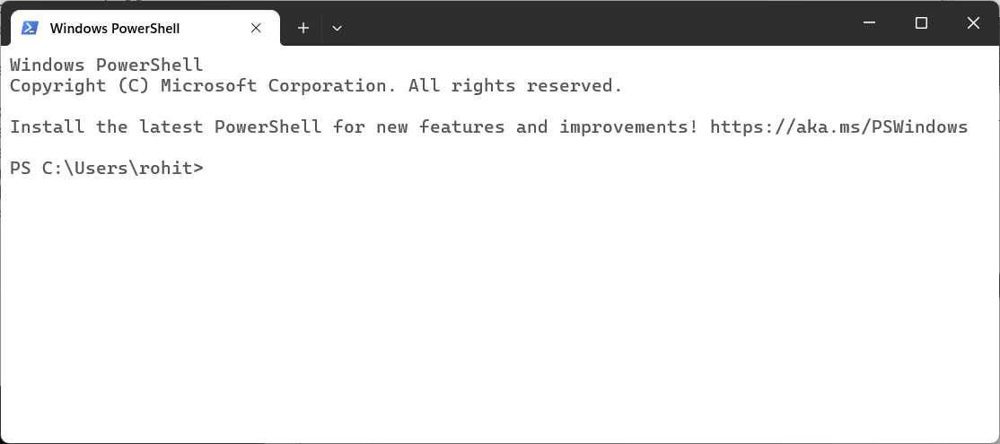 Windows PowerShell
Windows PowerShell
Copyright (C) Microsoft Corporation. All rights reserved.
Install the latest PowerShell for new features and improvements! https://aka.ms/PSWindows
PS C:\Users\rohit>